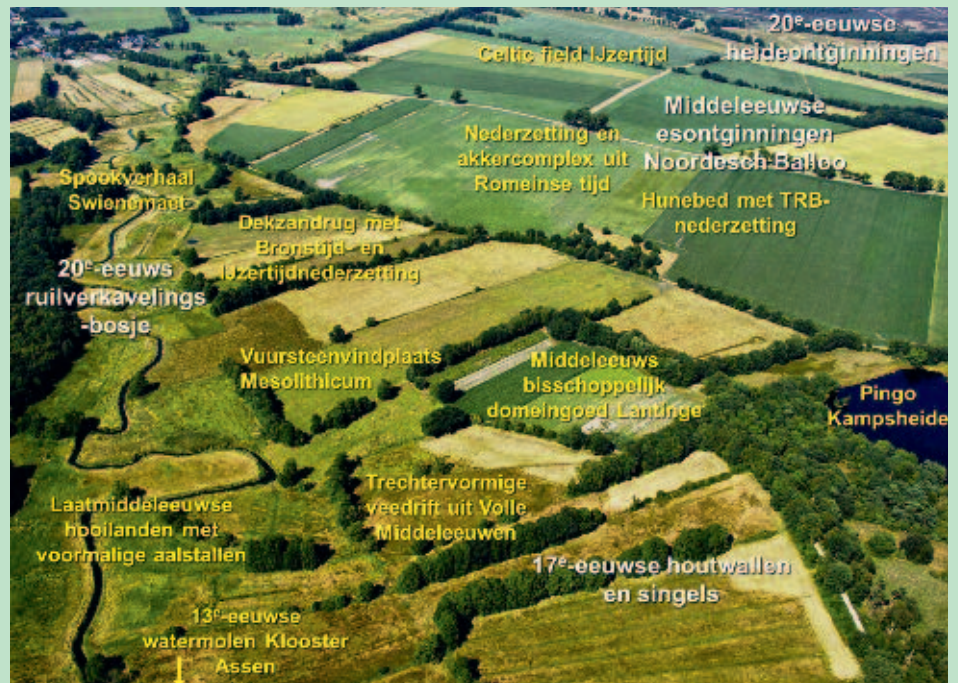 20e-eeuwse
heideontginningen
Celtic field IJzertijd
Middeleeuwse
esontginningen
Noordesch-Balloo
Nederzetting en
akkercomplex uit
Romeinse tijd
Spookverhaal
Swienemaet
Hunebed met TRB-
nederzetting
Dekzandrug met
Bronstijd- en
IJzertijdnederzetting
20e-eeuws
ruilverkavelings
-bosje
Vuursteenvindplaats
Mesolithicum
Middeleeuws
bisschoppelijk
domeingoed Lantinge
Pingo
Kampsheide
Trechtervormige
veedrift uit Volle
Middeleeuwen
Laatmiddeleeuwse
hooilanden met
voormalige aalstallen
17e-eeuwse houtwallen
en singels
13e-eeuwse
watermolen Klooster
Assen